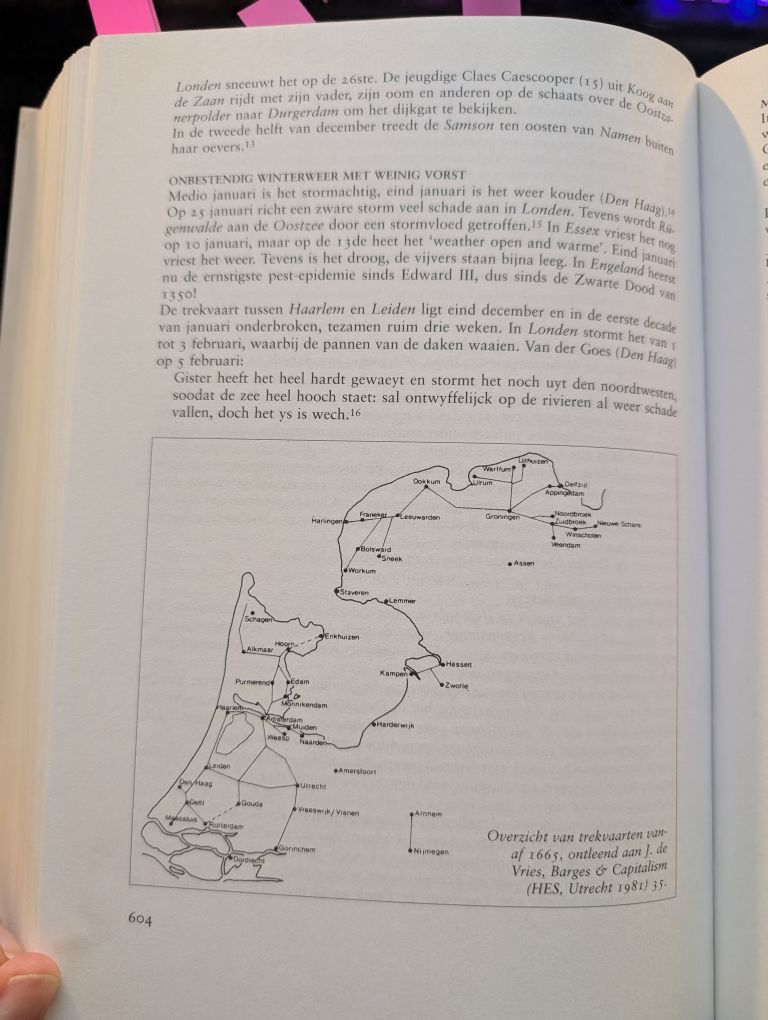 Londen sneeuwt het op de 26ste. De jeugdige Claes Caescooper (15) uit Koog aan
de Zaan rijdt met zijn vader, zijn oom en anderen op de schaats over de Oostza-
nerpolder naar Durgerdam om het dijkgat te bekijken.
In de tweede helft van december treedt de Samson ten oosten van Namen buiten
haar oevers.13
ONBESTENDIG WINTERWEER MET WEINIG VORST
Medio januari is het stormachtig, eind januari is het weer kouder (Den Haag).14
Op 25 januari richt een zware storm veel schade aan in Londen. Tevens wordt Rü-
genwalde aan de Oostzee door een stormvloed getroffen.15 In Essex vriest het nog
op 10 januari, maar op de 13de heet het ‘weather open and warme’. Eind januari
vriest het weer. Tevens is het droog, de vijvers staan bijna leeg. In Engeland heerst
nu de ernstigste pest-epidemie sinds Edward III, dus sinds de Zwarte Dood van
1350!
De trekvaart tussen Haarlem en Leiden ligt eind december en in de eerste decade
van januari onderbroken, tezamen ruim drie weken. In Londen stormt het van 1
tot 3 februari, waarbij de pannen van de daken waaien. Van der Goes (Den Haag)
op 5 februari:
Gister heeft het heel hardt gewaeyt en stormt het noch uyt den noordtwesten,
soodat de zee heel hooch staet: sal ontwyffelijck op de rivieren al weer schade
vallen, doch het ys is wech.16
Uithuizen
Warffum
Dokkum
Ulrum
Delfzijl
Appingedam
Harlingen
Franeker
Leeuwarden
Groningen
Noordbroek
Zuidbroek
Nieuwe Schans
Winschoten
Veendam
Bolsward
Sneek
Assen
Workum
Staveren
Lemmer
Schagen
Enkhuizen
Hoorn
Alkmaar
Hasselt
Kampen
Zwolle
Purmerend
Edam
Monnikendam
Haarlem
Amsterdam
Muiden
Harderwijk
Weesp
Naarden
Leiden
Amersfoort
Den Haag
Utrecht
Delft
Gouda
Vreeswijk/Vianen
Arnhem
Maassluis
Rotterdam
Gorinchem
Nijmegen
Dordrecht
Overzicht van trekvaarten van-
af 1665, ontleend aan J. de
Vries, Barges & Capitalism
(HES, Utrecht 1981) 35.
604